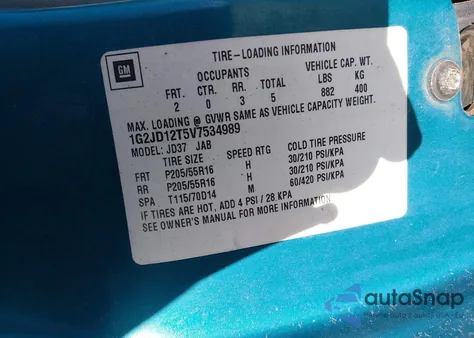 GM
TIRE-LOADING INFORMATION
OCCUPANTS VEHICLE CAP. WT.
FRT. CTR. RR. TOTAL LBS KG
2 0 3 5 882 400
MAX. LOADING @ GVWR SAME AS VEHICLE CAPACITY WEIGHT.
1G2JD12T5V7534989
MODEL: JD37 JAB
TIRE SIZE SPEED RTG COLD TIRE PRESSURE
FRT P205/55R16 H 30/210 PSI/KPA
RR P205/55R16 H 30/210 PSI/KPA
SPA T115/70D14 M 60/420 PSI/KPA
IF TIRES ARE HOT, ADD 4 PSI / 28 KPA
SEE OWNER'S MANUAL FOR MORE INFORMATION
autoSnap